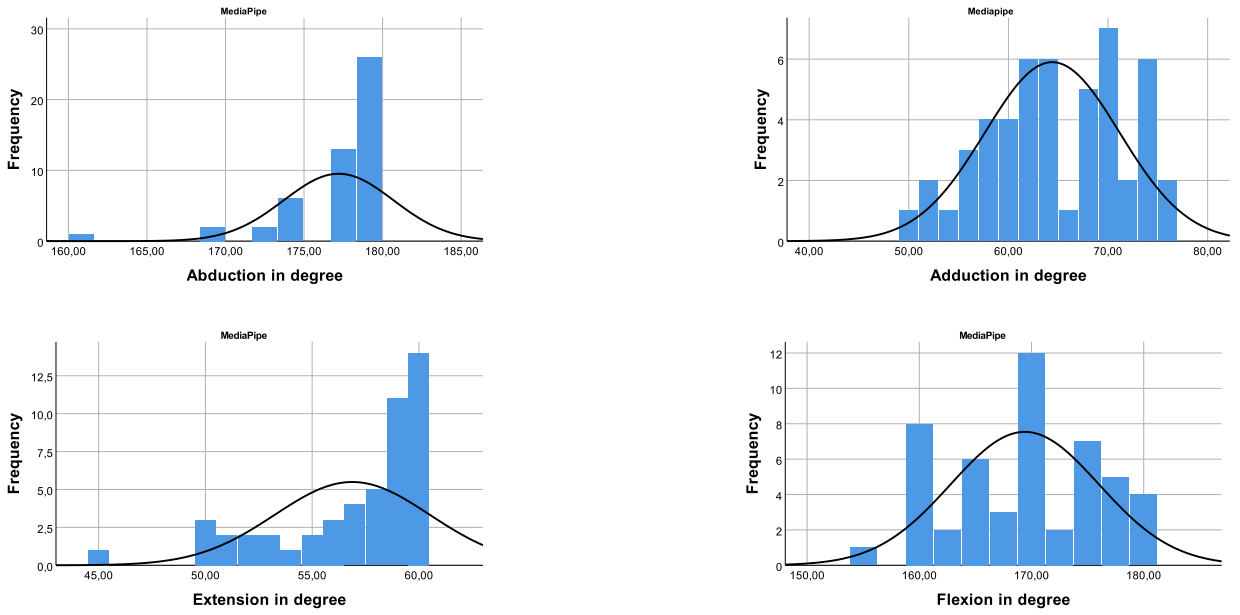 MediaPipe
Frequency
30
20
10
0
160,00 165,00 170,00 175,00 180,00 185,00
Abduction in degree
Mediapipe
Frequency
6
4
2
0
40,00 50,00 60,00 70,00 80,00
Adduction in degree
MediaPipe
Frequency
12,5
10,0
7,5
5,0
2,5
0,0
45,00 50,00 55,00 60,00
Extension in degree
MediaPipe
Frequency
12
10
8
6
4
2
0
150,00 160,00 170,00 180,00
Flexion in degree